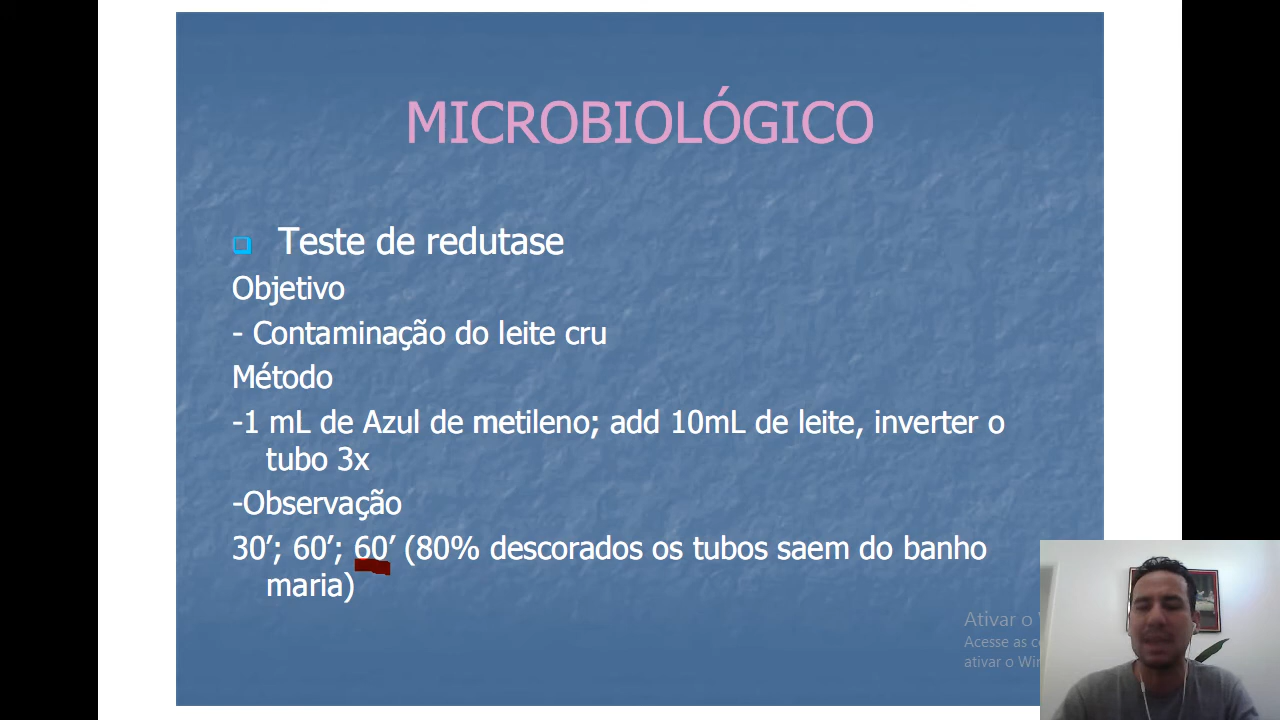 MICROBIOLÓGICO
Teste de redutase
Objetivo
- Contaminação do leite cru
Método
-1 mL de Azul de metileno; add 10mL de leite, inverter o
tubo 3x
-Observação
30’; 60’; 60’ (80% descorados os tubos saem do banho
maria)
Ativar o
Acesse as
ativar o